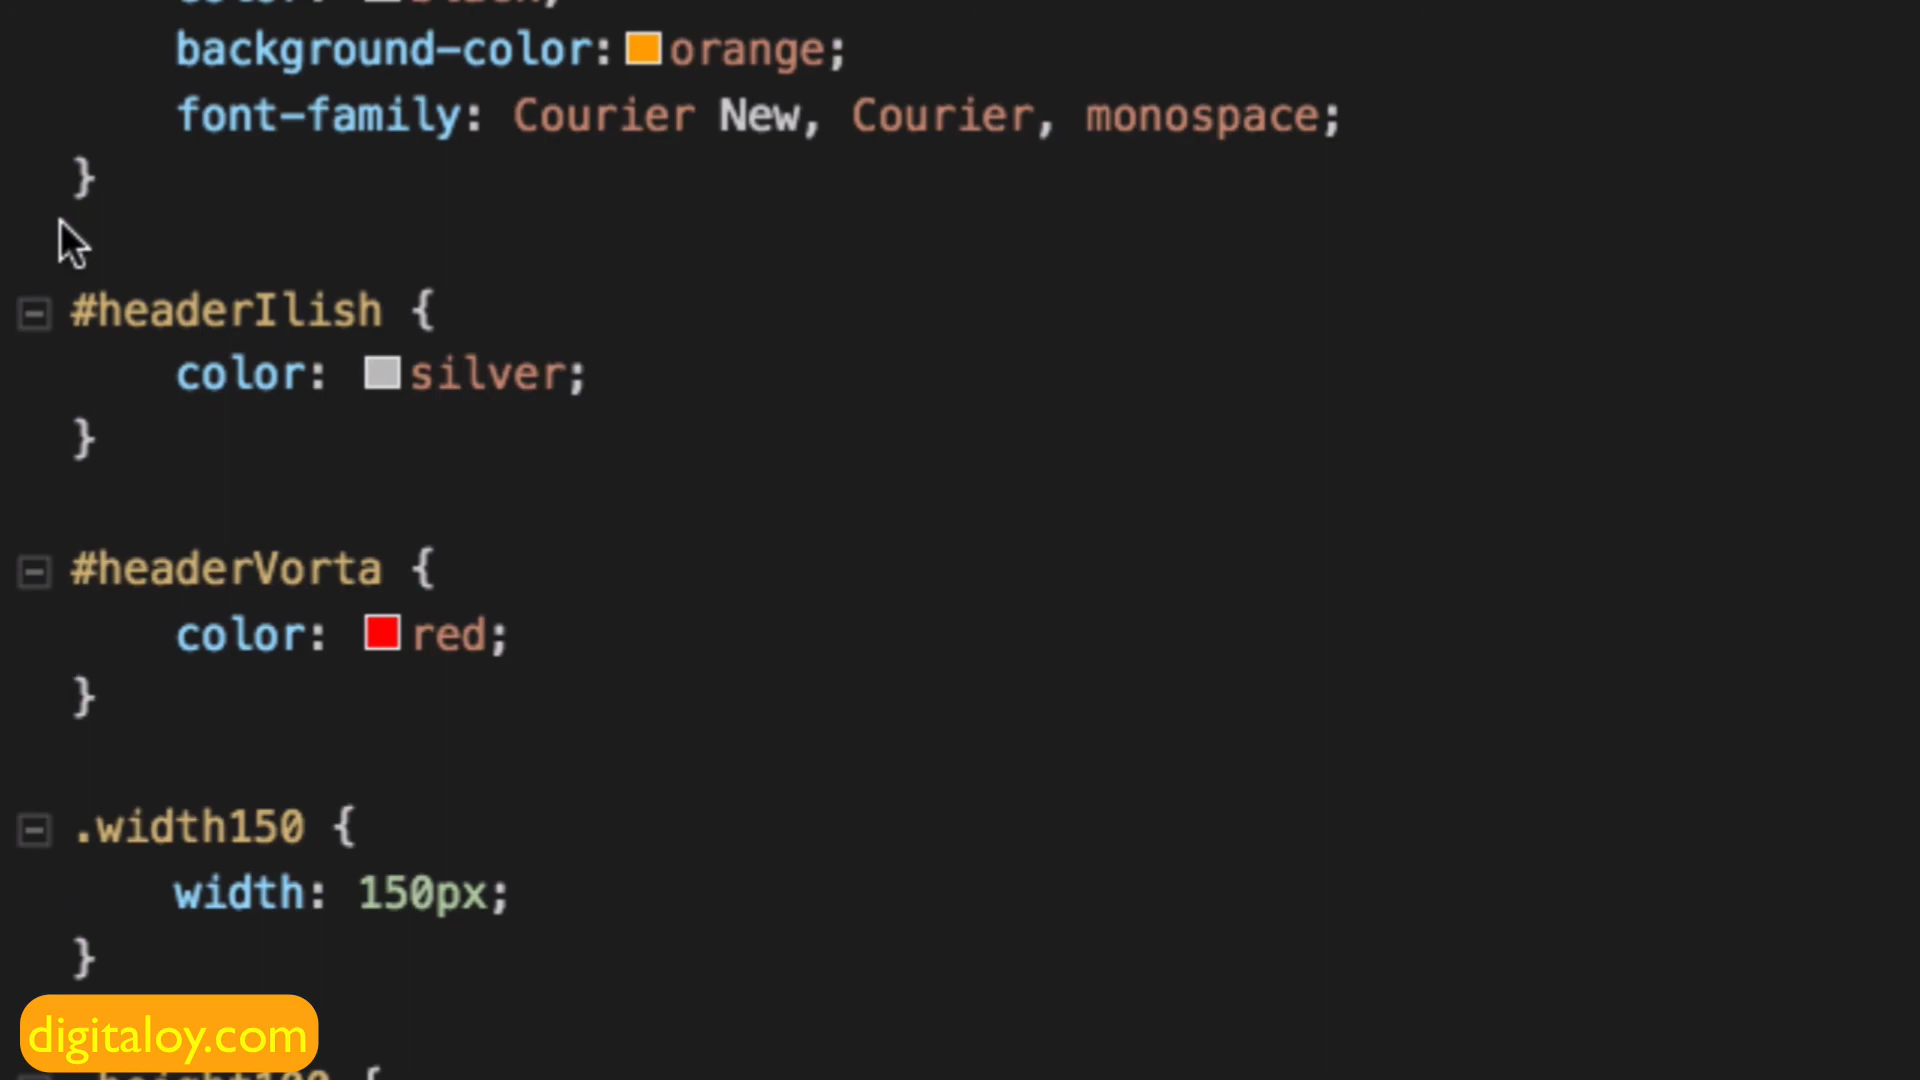 background-color: orange;
font-family: Courier New, Courier, monospace;
}
#headerIlish {
color: silver;
}
#headerVorta {
color: red;
}
.width150 {
width: 150px;
}
digitaloy.com